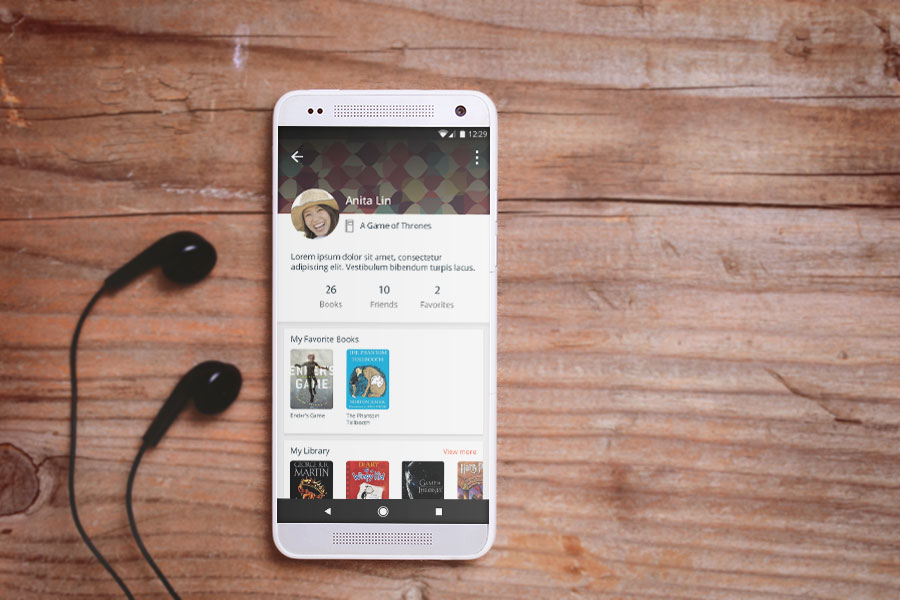 12:29
Anita Lin
A Game of Thrones
Lorem ipsum dolor sit amet, consectetur
adipiscing elit. Vestibulum bibendum turpis lacus.
26 10 2
Books Friends Favorites
My Favorite Books
ENDER'S
GAME
THE PHANTOM
TOLLBOOTH
Ender's Game
The Phantom
Tollbooth
My Library
View more
GEORGE R.R.
MARTIN
DIARY
of a
Wimpy Kid
GAME OF
THRONES
Harry